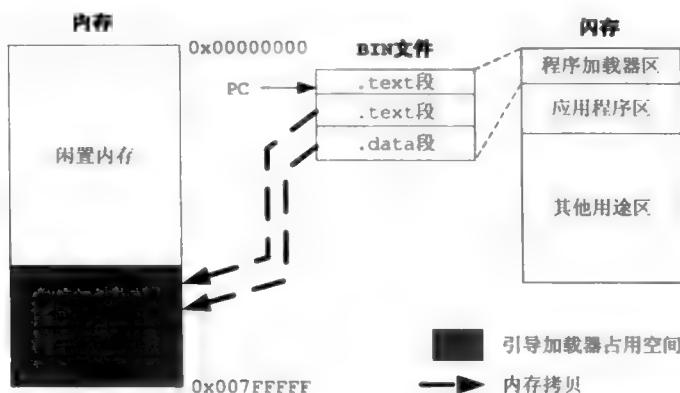 内存
0x00000000
BIN文件
闪存
PC
.text段
.text段
.data段
程序加载器区
应用程序区
其他用途区
闲置内存
引导加载器占用空间
内存拷贝
0x007FFFFF